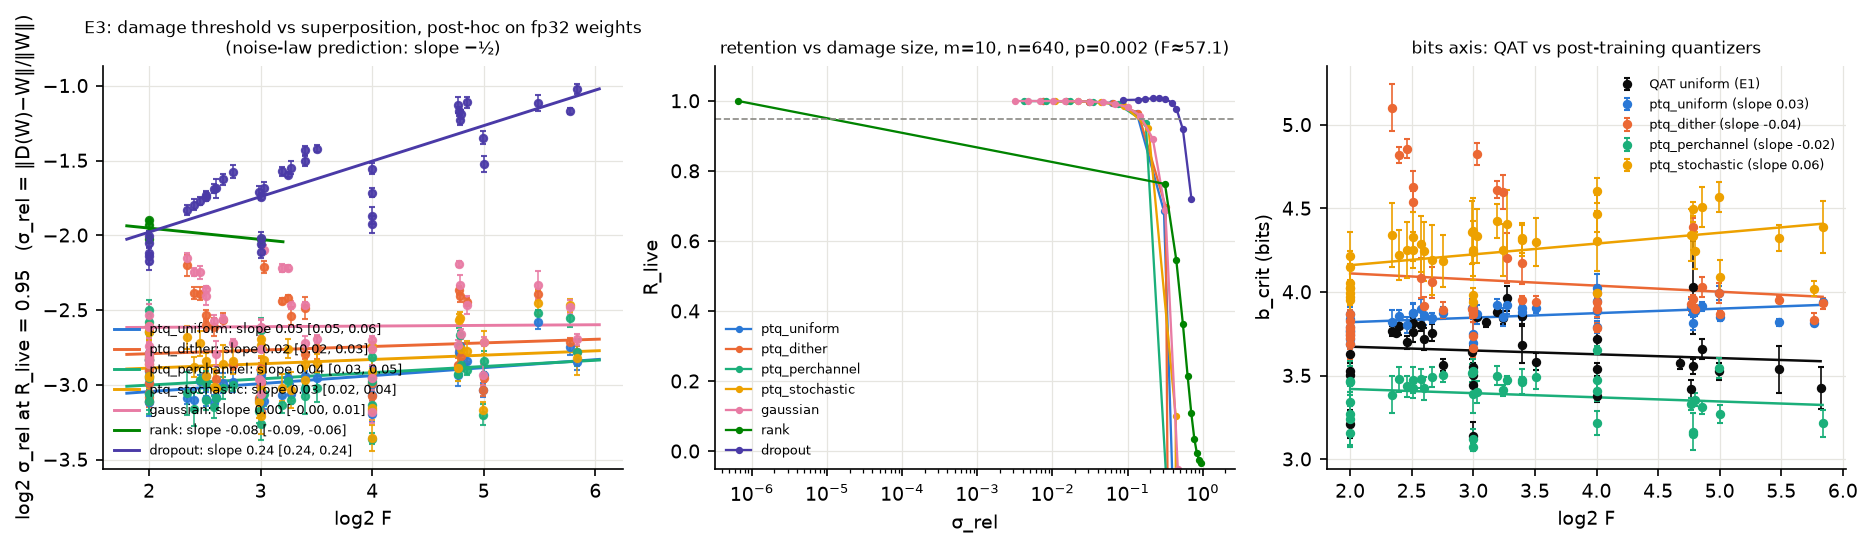 E3: damage threshold vs superposition, post-hoc on fp32 weights
(noise-law prediction: slope −½)
log2 σ_rel at R_live = 0.95   (σ_rel = ‖D(W)−W‖/‖W‖)
−1.0
−1.5
−2.0
−2.5
−3.0
−3.5
ptq_uniform: slope 0.05 [0.05, 0.06]
ptq_dither: slope 0.02 [0.02, 0.03]
ptq_perchannel: slope 0.04 [0.03, 0.05]
ptq_stochastic: slope 0.03 [0.02, 0.04]
gaussian: slope 0.00 [-0.00, 0.01]
rank: slope -0.08 [-0.09, -0.06]
dropout: slope 0.24 [0.24, 0.24]
2 3 4 5 6
log2 F
retention vs damage size, m=10, n=640, p=0.002 (F≈57.1)
R_live
1.0
0.8
0.6
0.4
0.2
0.0
ptq_uniform
ptq_dither
ptq_perchannel
ptq_stochastic
gaussian
rank
dropout
10⁻⁶ 10⁻⁵ 10⁻⁴ 10⁻³ 10⁻² 10⁻¹ 10⁰
σ_rel
bits axis: QAT vs post-training quantizers
b_crit (bits)
5.0
4.5
4.0
3.5
3.0
QAT uniform (E1)
ptq_uniform (slope 0.03)
ptq_dither (slope -0.04)
ptq_perchannel (slope -0.02)
ptq_stochastic (slope 0.06)
2.0 2.5 3.0 3.5 4.0 4.5 5.0 5.5 6.0
log2 F